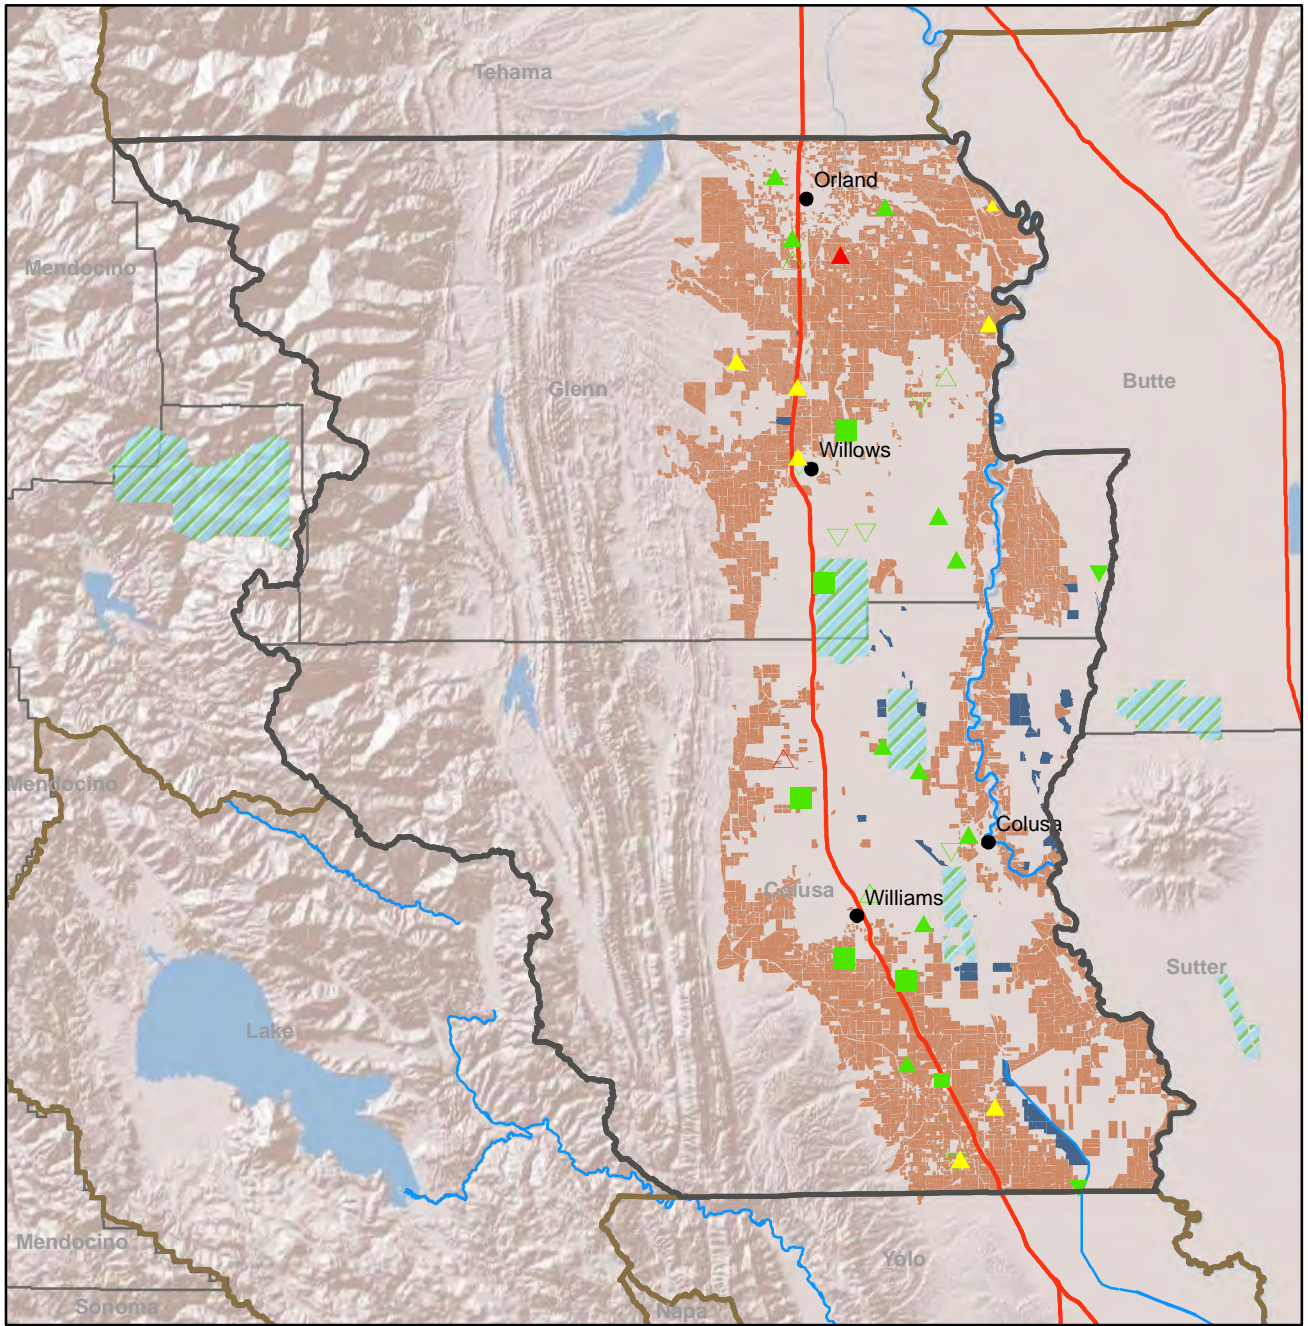 Tehama
Orland
Mendocino
Glenn
Butte
Willows
Mendocino
Colusa
Colusa
Williams
Sutter
Lake
Mendocino
Yolo
Sonoma
Napa